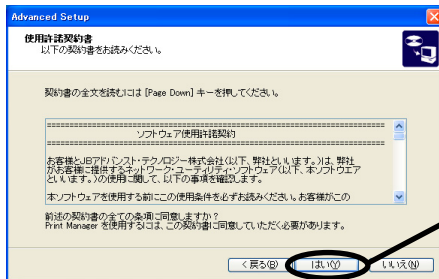 Advanced Setup
使用許諾契約書
以下の契約書をお読みください。
契約書の全文を読むには [Page Down] キーを押してください。
ソフトウェア使用許諾契約
お客様とJBアドバンスト・テクノロジー株式会社(以下、弊社といいます。)は、弊社
がお客様に提供するネットワーク・ユーティリティ・ソフトウェア(以下、本ソフトウエア
といいます。)の使用に関して、以下の事項を確認します。
本ソフトウェアを使用する前にこの使用条件を必ずお読みください。お客様がこの
前述の契約書の全ての条項に同意しますか?
Print Manager を使用するには、この契約書に同意していただく必要があります。
< 戻る(B)
はい(Y)
いいえ(N)